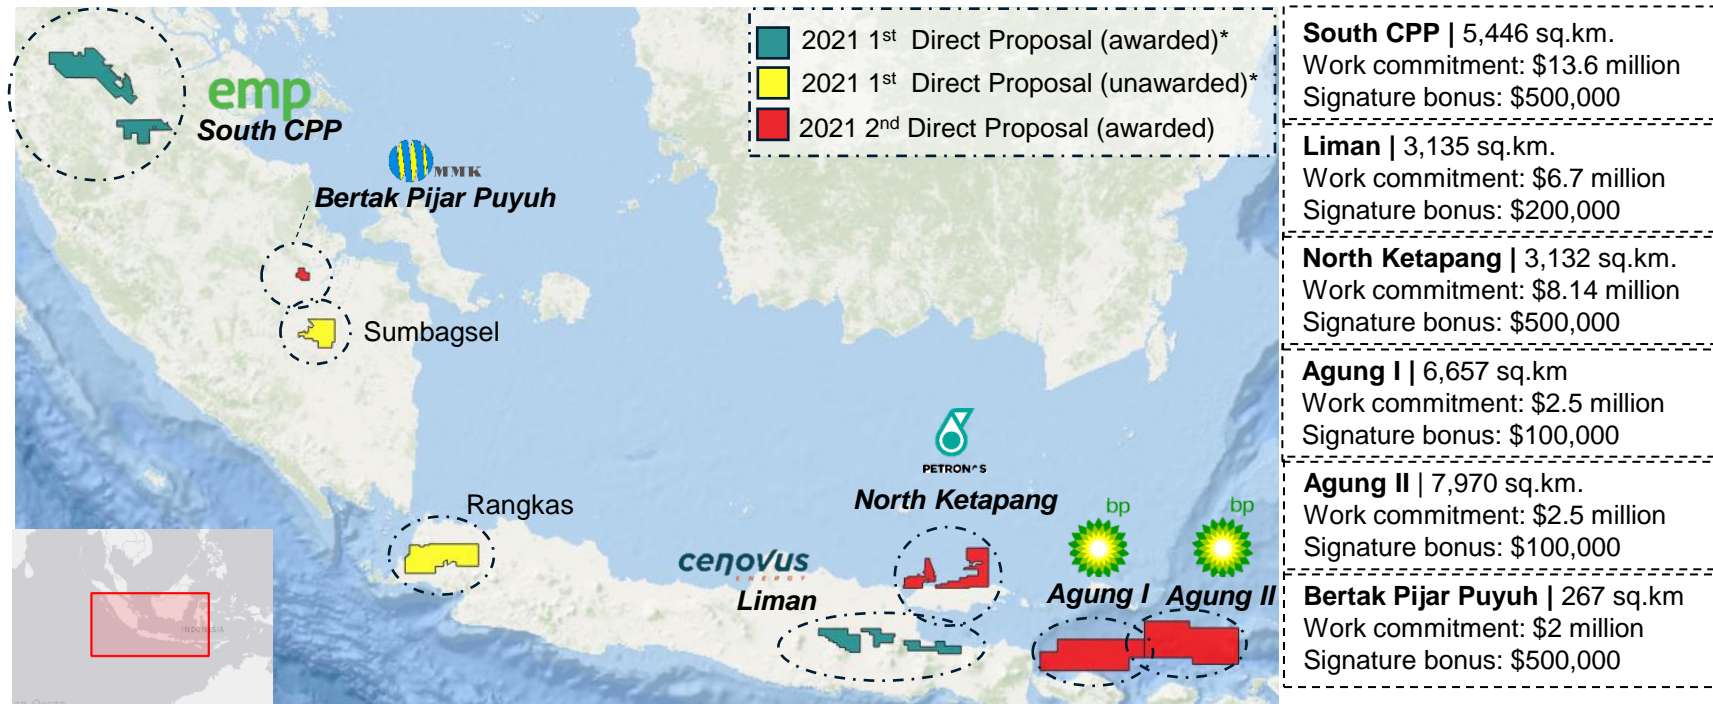 emp
South CPP
MMK
Bertak Pijar Puyuh
Sumbagsel
Rangkas
cenovus
ENERGY
Liman
PETRONAS
North Ketapang
bp
Agung I
bp
Agung II
INDONESIA
2021 1st Direct Proposal (awarded)*
2021 1st Direct Proposal (unawarded)*
2021 2nd Direct Proposal (awarded)
South CPP | 5,446 sq.km.
Work commitment: $13.6 million
Signature bonus: $500,000
Liman | 3,135 sq.km.
Work commitment: $6.7 million
Signature bonus: $200,000
North Ketapang | 3,132 sq.km.
Work commitment: $8.14 million
Signature bonus: $500,000
Agung I | 6,657 sq.km
Work commitment: $2.5 million
Signature bonus: $100,000
Agung II | 7,970 sq.km.
Work commitment: $2.5 million
Signature bonus: $100,000
Bertak Pijar Puyuh | 267 sq.km
Work commitment: $2 million
Signature bonus: $500,000